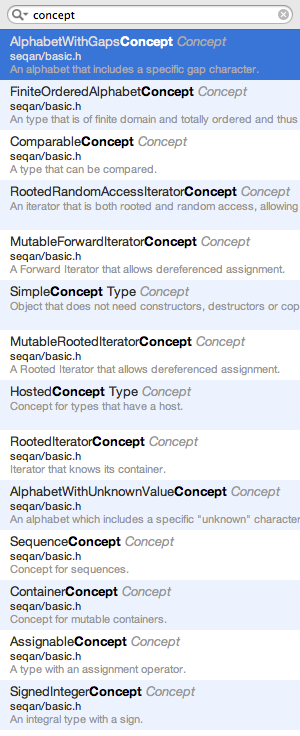 concept
AlphabetWithGapsConcept Concept
seqan/basic.h
An alphabet that includes a specific gap character.
FiniteOrderedAlphabetConcept Concept
seqan/basic.h
An type that is of finite domain and totally ordered and thus
ComparableConcept Concept
seqan/basic.h
A type that can be compared.
RootedRandomAccessIteratorConcept Concept
seqan/basic.h
An iterator that is both rooted and random access, allowing
MutableForwardIteratorConcept Concept
seqan/basic.h
A Forward Iterator that allows dereferenced assignment.
SimpleConcept Type Concept
Object that does not need constructors, destructors or cop
MutableRootedIteratorConcept Concept
seqan/basic.h
A Rooted Iterator that allows dereferenced assignment.
HostedConcept Type Concept
Concept for types that have a host.
RootedIteratorConcept Concept
seqan/basic.h
Iterator that knows its container.
AlphabetWithUnknownValueConcept Concept
seqan/basic.h
An alphabet which includes a specific "unknown" character
SequenceConcept Concept
seqan/basic.h
Concept for sequences.
ContainerConcept Concept
seqan/basic.h
Concept for mutable containers.
AssignableConcept Concept
seqan/basic.h
A type with an assignment operator.
SignedIntegerConcept Concept
seqan/basic.h
An integral type with a sign.